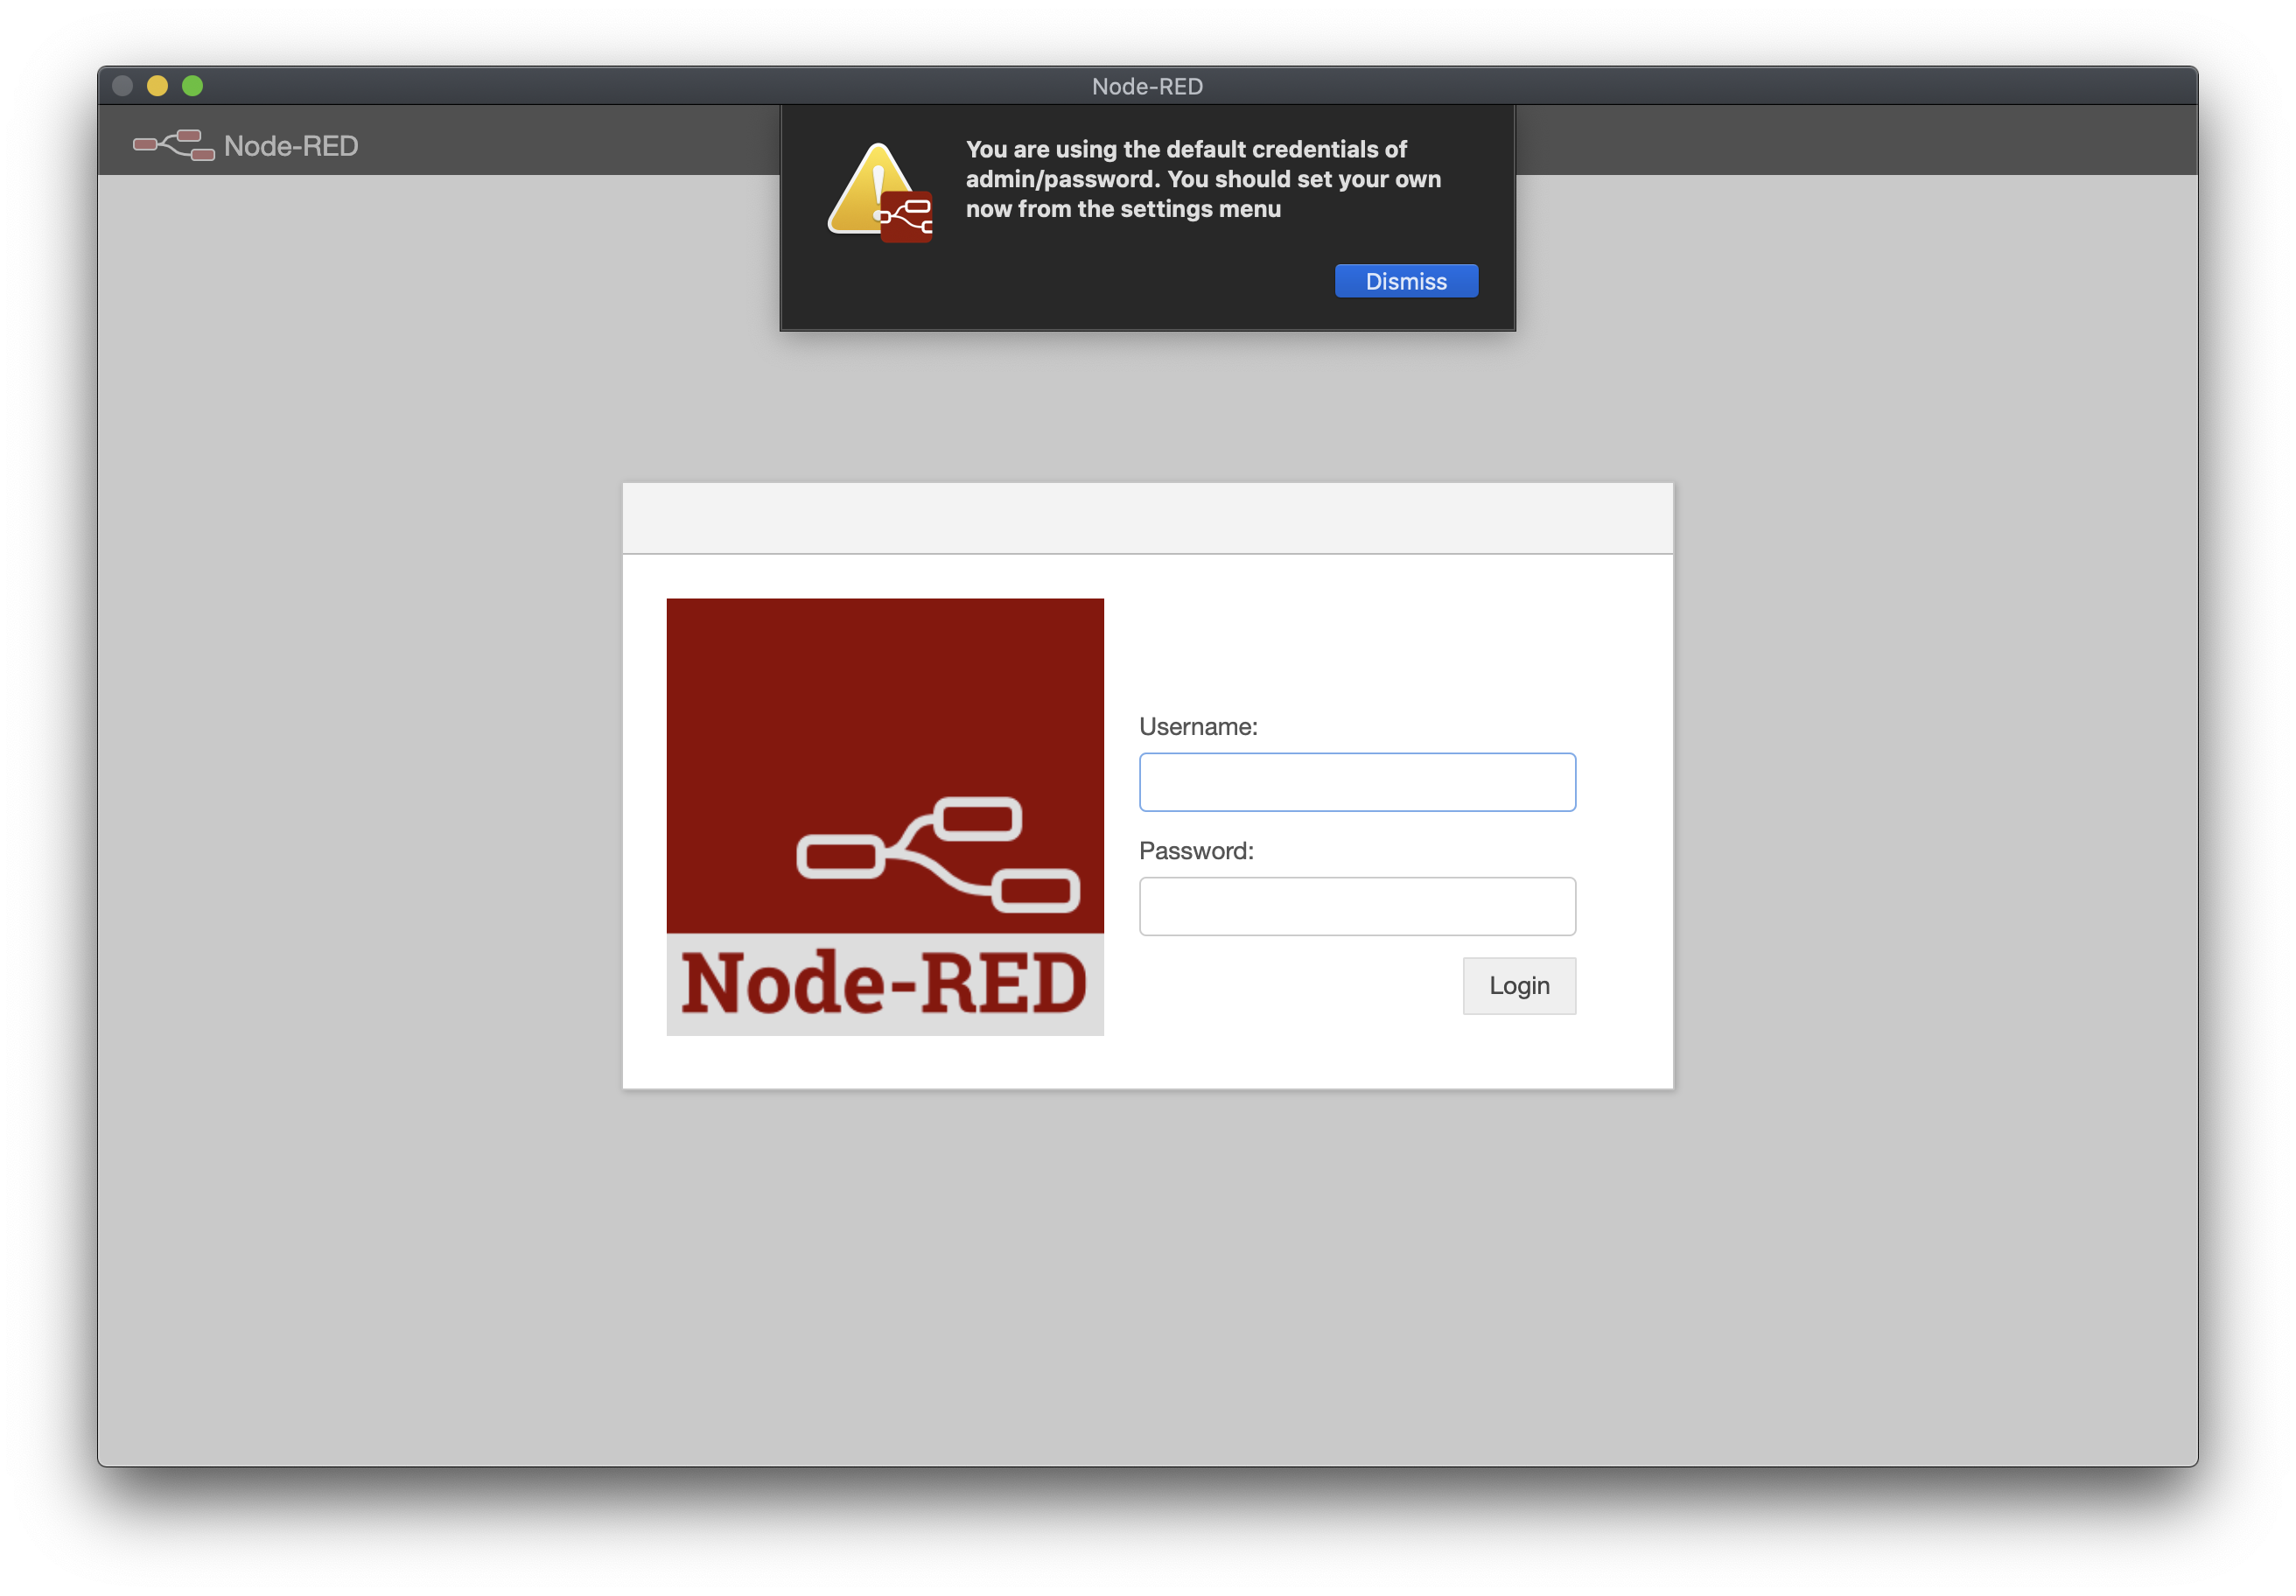 Node-RED
Node-RED
You are using the default credentials of
admin/password. You should set your own
now from the settings menu
Dismiss
Username:
Password:
Login
Node-RED